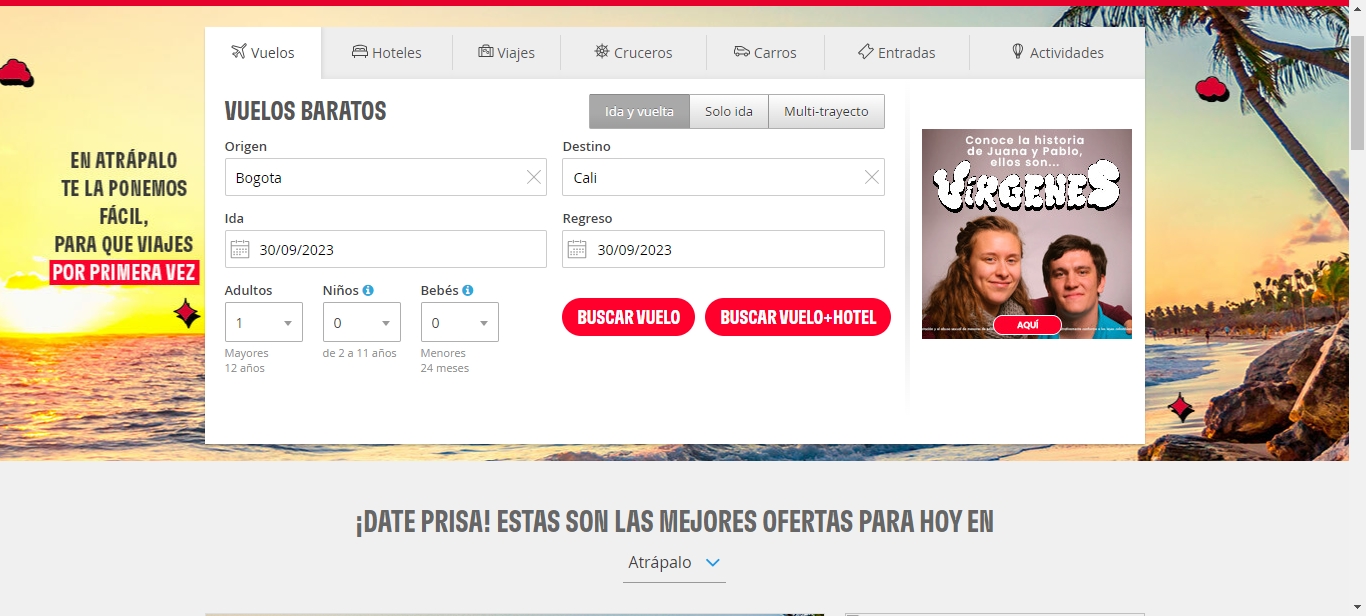 Vuelos
Hoteles
Viajes
Cruceros
Carros
Entradas
Actividades
EN ATRÁPALO
TE LA PONEMOS
FÁCIL,
PARA QUE VIAJES
POR PRIMERA VEZ
VUELOS BARATOS
Ida y vuelta
Solo ida
Multi-trayecto
Origen
Destino
Bogota
Cali
Ida
Regreso
30/09/2023
30/09/2023
Adultos
Niños
Bebés
1
0
0
Mayores
12 años
de 2 a 11 años
Menores
24 meses
BUSCAR VUELO
BUSCAR VUELO+HOTEL
Conoce la historia
de Juana y Pablo,
ellos son...
VÍRGENES
AQUÍ
¡DATE PRISA! ESTAS SON LAS MEJORES OFERTAS PARA HOY EN
Atrápalo